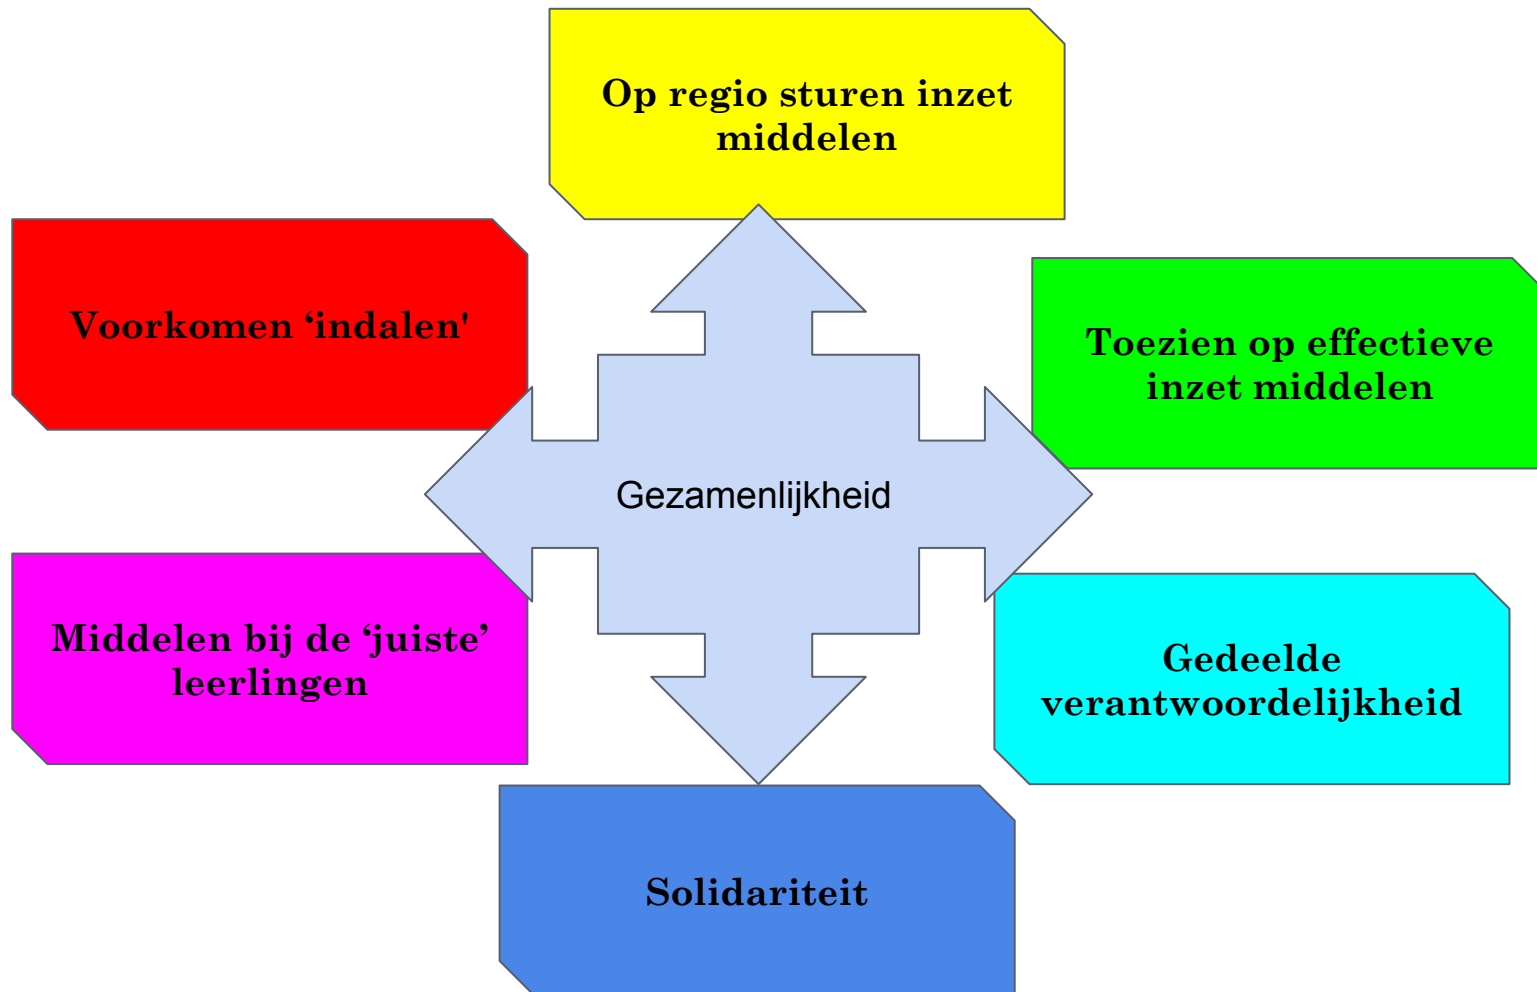 Op regio sturen inzet
middelen
Voorkomen ‘indalen'
Toezien op effectieve
inzet middelen
Gezamenlijkheid
Middelen bij de ‘juiste’
leerlingen
Gedeelde
verantwoordelijkheid
Solidariteit